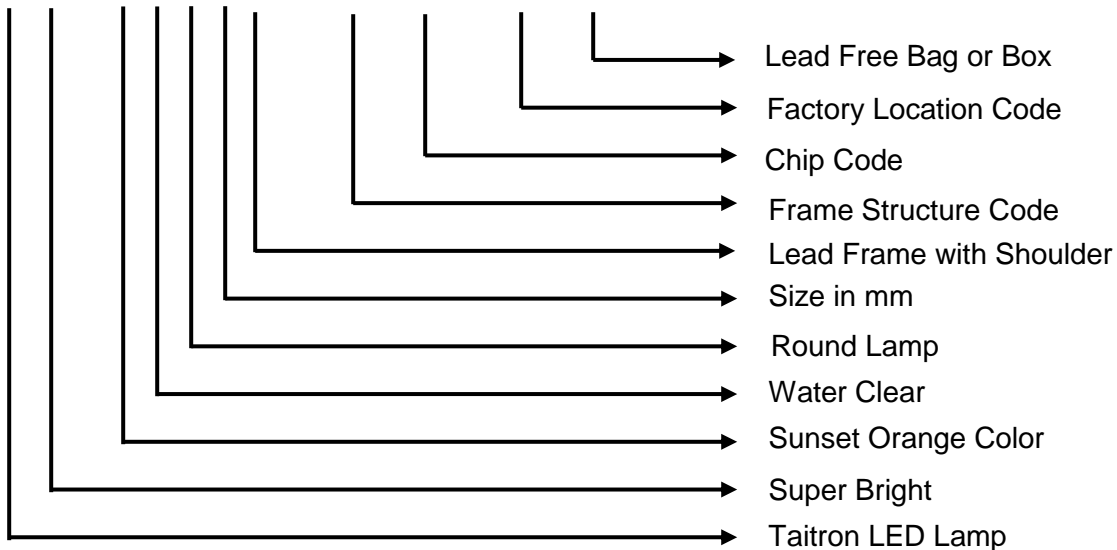 Lead Free Bag or Box
Factory Location Code
Chip Code
Frame Structure Code
Lead Frame with Shoulder
Size in mm
Round Lamp
Water Clear
Sunset Orange Color
Super Bright
Taitron LED Lamp